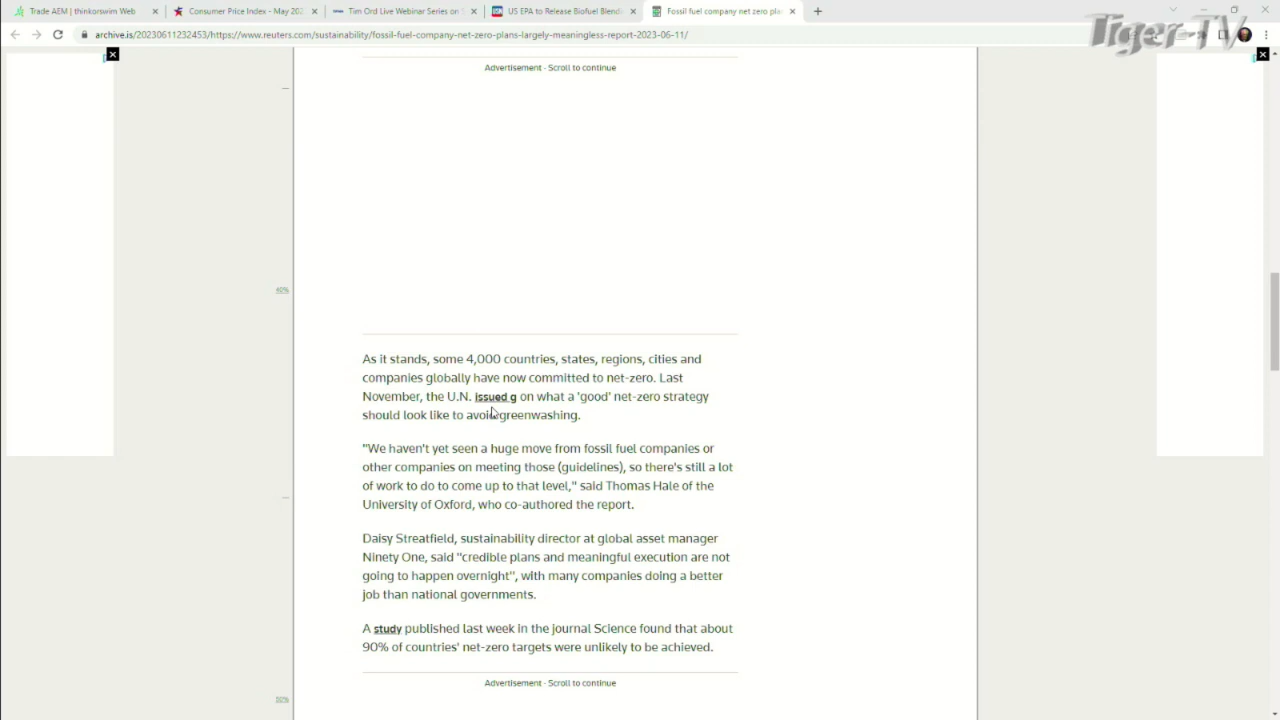 Trade AEM | thinkorswim Web
Consumer Price Index - May 202
Tim Ord Live Webinar Series on S
US EPA to Release Biofuel Blendi
Fossil fuel company net zero plan
archive.is/20230611232453/https://www.reuters.com/sustainability/fossil-fuel-company-net-zero-plans-largely-meaningless-report-2023-06-11/
Tiger-TV
Advertisement - Scroll to continue
40%
As it stands, some 4,000 countries, states, regions, cities and
companies globally have now committed to net-zero. Last
November, the U.N. issued g on what a 'good' net-zero strategy
should look like to avoid greenwashing.
"We haven't yet seen a huge move from fossil fuel companies or
other companies on meeting those (guidelines), so there's still a lot
of work to do to come up to that level," said Thomas Hale of the
University of Oxford, who co-authored the report.
Daisy Streatfield, sustainability director at global asset manager
Ninety One, said "credible plans and meaningful execution are not
going to happen overnight", with many companies doing a better
job than national governments.
A study published last week in the journal Science found that about
90% of countries' net-zero targets were unlikely to be achieved.
Advertisement - Scroll to continue
50%